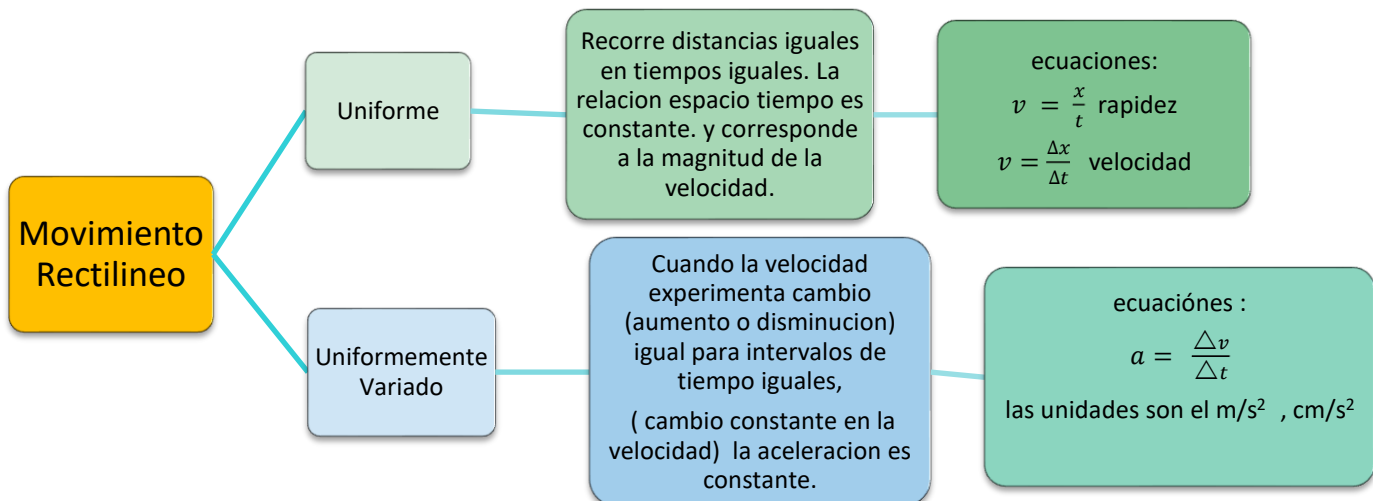 Movimiento
Rectilineo
Uniforme
Recorre distancias iguales
en tiempos iguales. La
relacion espacio tiempo es
constante. y corresponde
a la magnitud de la
velocidad.
ecuaciones:
v = x/t rapidez
v = Δx/Δt velocidad
Uniformemente
Variado
Cuando la velocidad
experimenta cambio
(aumento o disminucion)
igual para intervalos de
tiempo iguales,
( cambio constante en la
velocidad) la aceleracion es
constante.
ecuaciónes :
a = △v/△t
las unidades son el m/s² , cm/s²